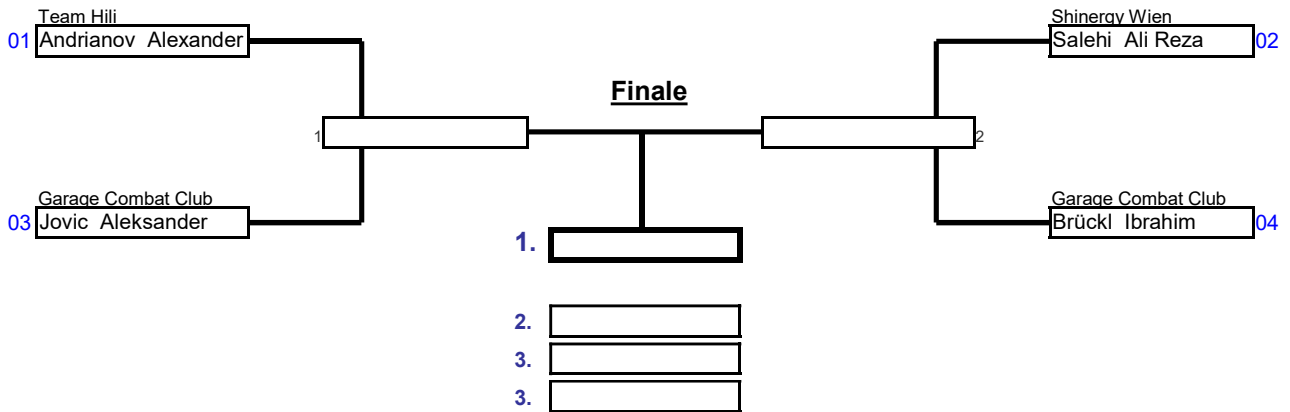 Team Hili
01 Andrianov Alexander
Shinergy Wien
Salehi Ali Reza 02
Finale
1
2
Garage Combat Club
03 Jovic Aleksander
Garage Combat Club
Brückl Ibrahim 04
1.
2.
3.
3.